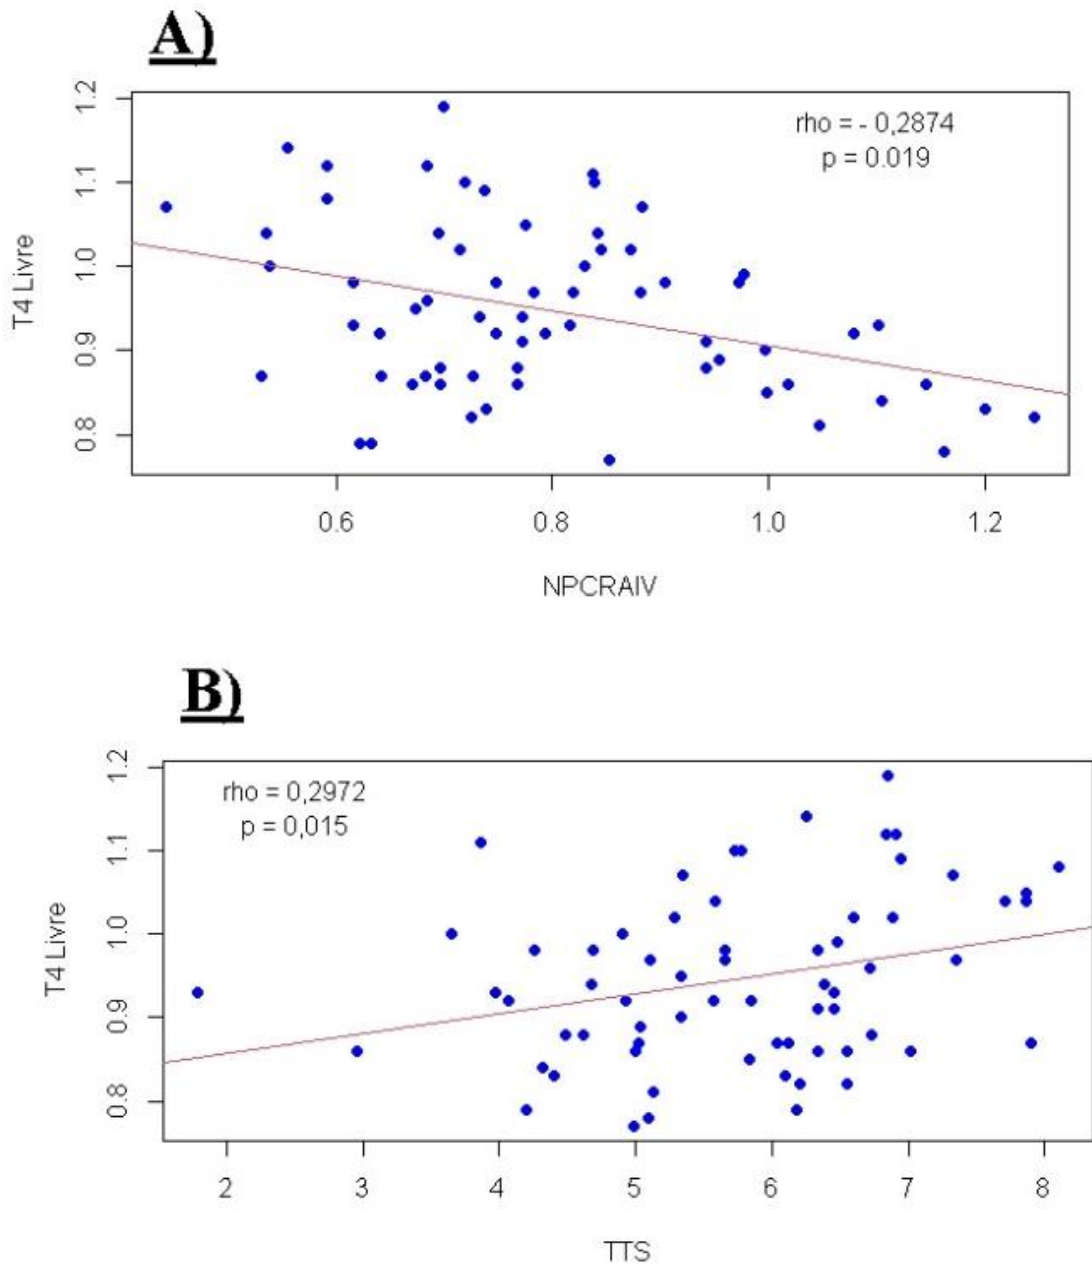 A)
rho = - 0,2874
p = 0.019
T4 Livre
0.8 0.9 1.0 1.1 1.2
0.6 0.8 1.0 1.2
NPCRAIV
B)
rho = 0,2972
p = 0,015
T4 Livre
0.8 0.9 1.0 1.1 1.2
2 3 4 5 6 7 8
TTS